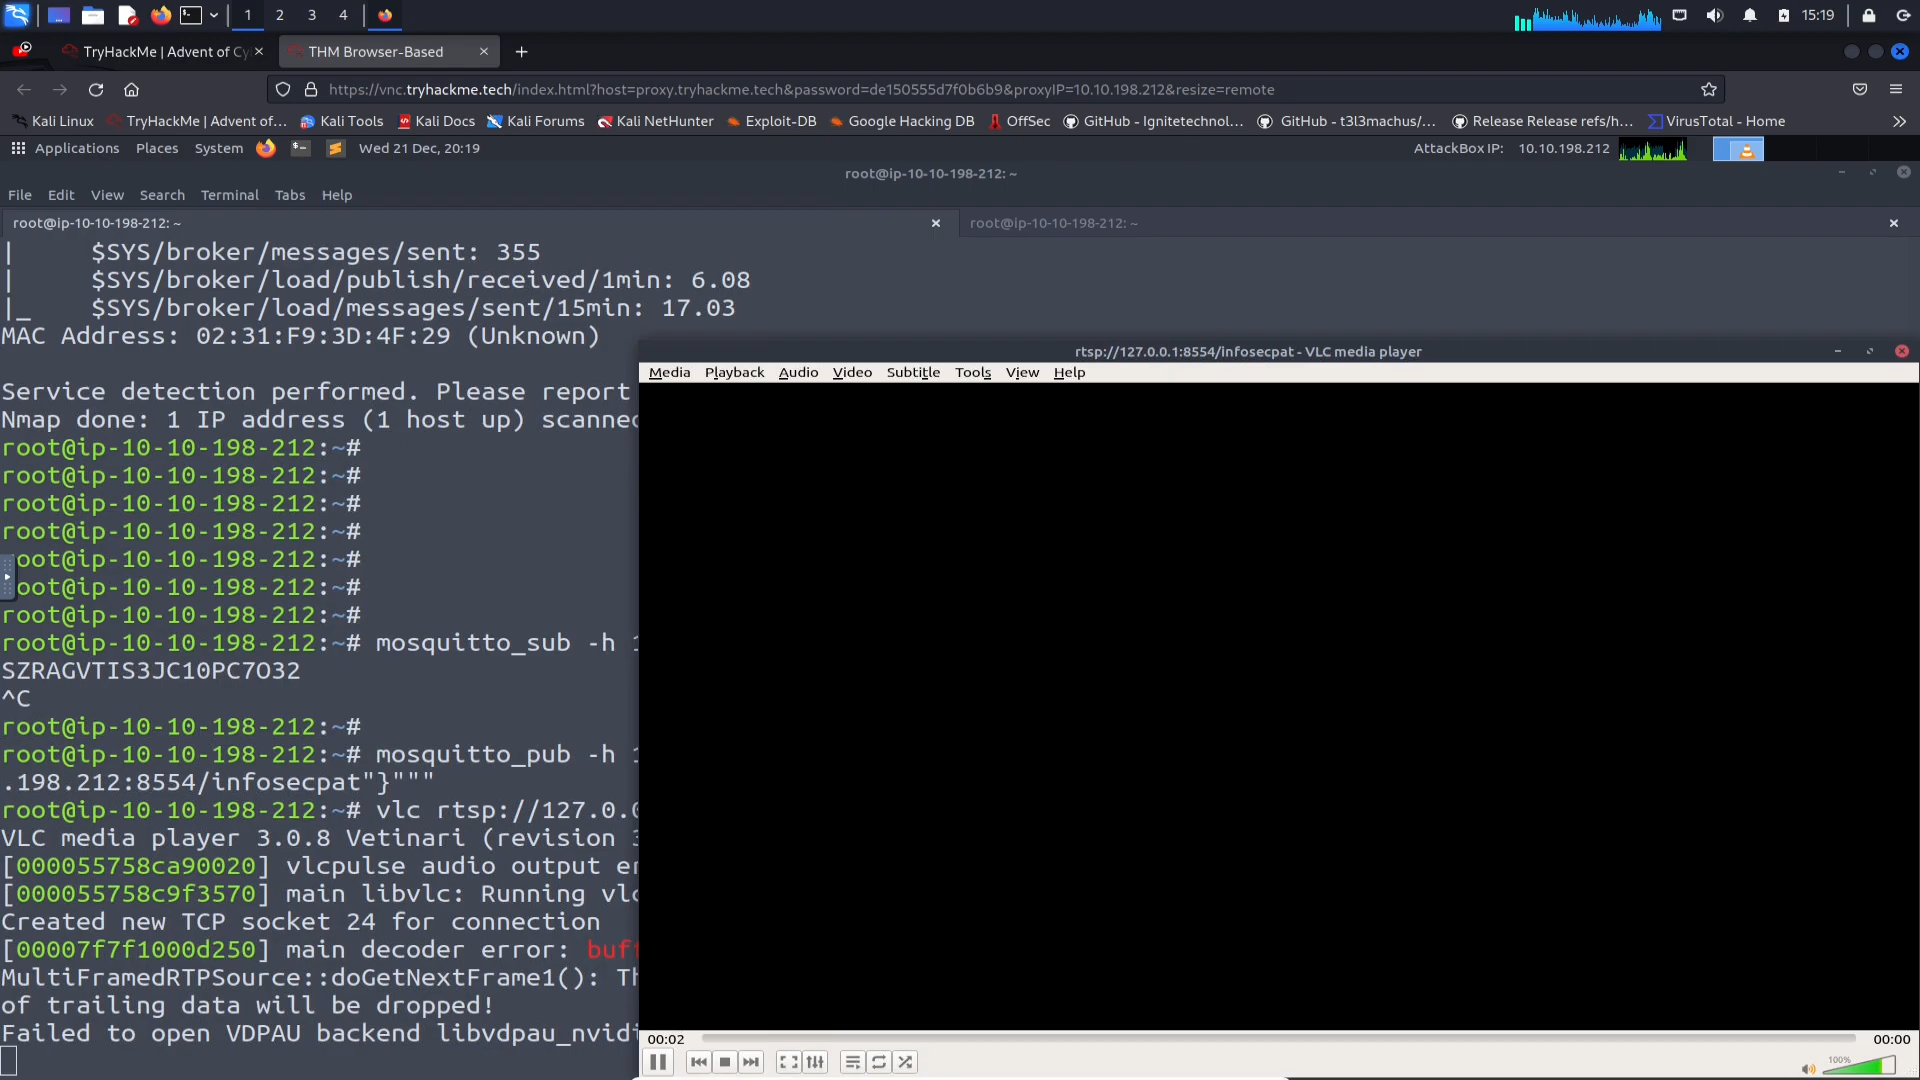 1 2 3 4 15:19
TryHackMe | Advent of Cy
THM Browser-Based
https://vnc.tryhackme.tech/index.html?host=proxy.tryhackme.tech&password=de150555d7f0b6b9&proxyIP=10.10.198.212&resize=remote
Kali Linux TryHackMe | Advent of... Kali Tools Kali Docs Kali Forums Kali NetHunter Exploit-DB Google Hacking DB OffSec GitHub - Ignitetechnol... GitHub - t3l3machus/... Release Release refs/h... VirusTotal - Home
Applications Places System Wed 21 Dec, 20:19 AttackBox IP: 10.10.198.212
root@ip-10-10-198-212: ~
File Edit View Search Terminal Tabs Help
root@ip-10-10-198-212: ~ root@ip-10-10-198-212: ~
| $SYS/broker/messages/sent: 355
| $SYS/broker/load/publish/received/1min: 6.08
|_ $SYS/broker/load/messages/sent/15min: 17.03
MAC Address: 02:31:F9:3D:4F:29 (Unknown)
Service detection performed. Please report
Nmap done: 1 IP address (1 host up) scanned
root@ip-10-10-198-212:~#
root@ip-10-10-198-212:~#
root@ip-10-10-198-212:~#
root@ip-10-10-198-212:~#
oot@ip-10-10-198-212:~#
oot@ip-10-10-198-212:~#
root@ip-10-10-198-212:~#
root@ip-10-10-198-212:~# mosquitto_sub -h 1
SZRAGVTIS3JC10PC7O32
^C
root@ip-10-10-198-212:~#
root@ip-10-10-198-212:~# mosquitto_pub -h 1
.198.212:8554/infosecpat"}"""
root@ip-10-10-198-212:~# vlc rtsp://127.0.0
VLC media player 3.0.8 Vetinari (revision 3
[000055758ca90020] vlcpulse audio output er
[000055758c9f3570] main libvlc: Running vlc
Created new TCP socket 24 for connection
[00007f7f1000d250] main decoder error: buff
MultiFramedRTPSource::doGetNextFrame1(): Th
of trailing data will be dropped!
Failed to open VDPAU backend libvdpau_nvidi
rtsp://127.0.0.1:8554/infosecpat - VLC media player
Media Playback Audio Video Subtitle Tools View Help
00:02 00:00
100%